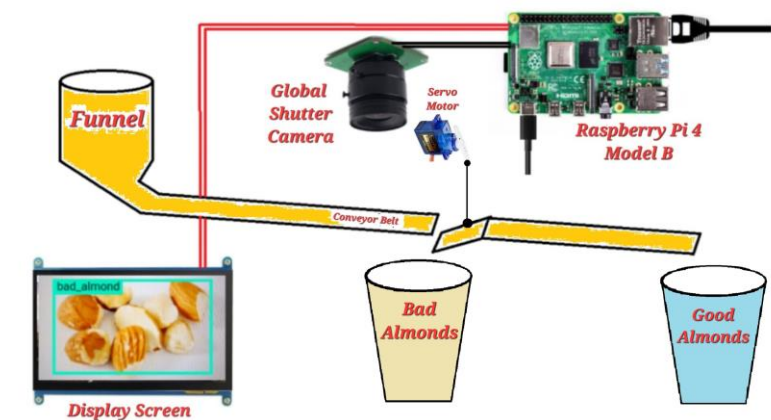 Funnel
Global
Shutter
Camera
Servo
Motor
Raspberry Pi 4
Model B
Conveyor Belt
bad_almond
Bad
Almonds
Good
Almonds
Display Screen